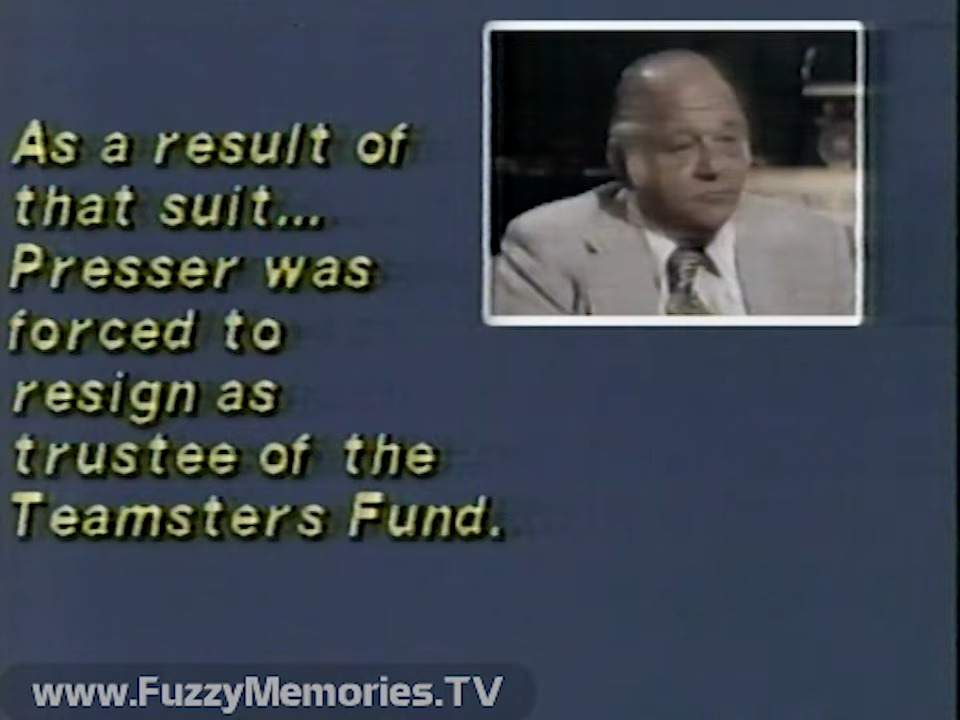 As a result of
that suit...
Presser was
forced to
resign as
trustee of the
Teamsters Fund.
www.FuzzyMemories.TV